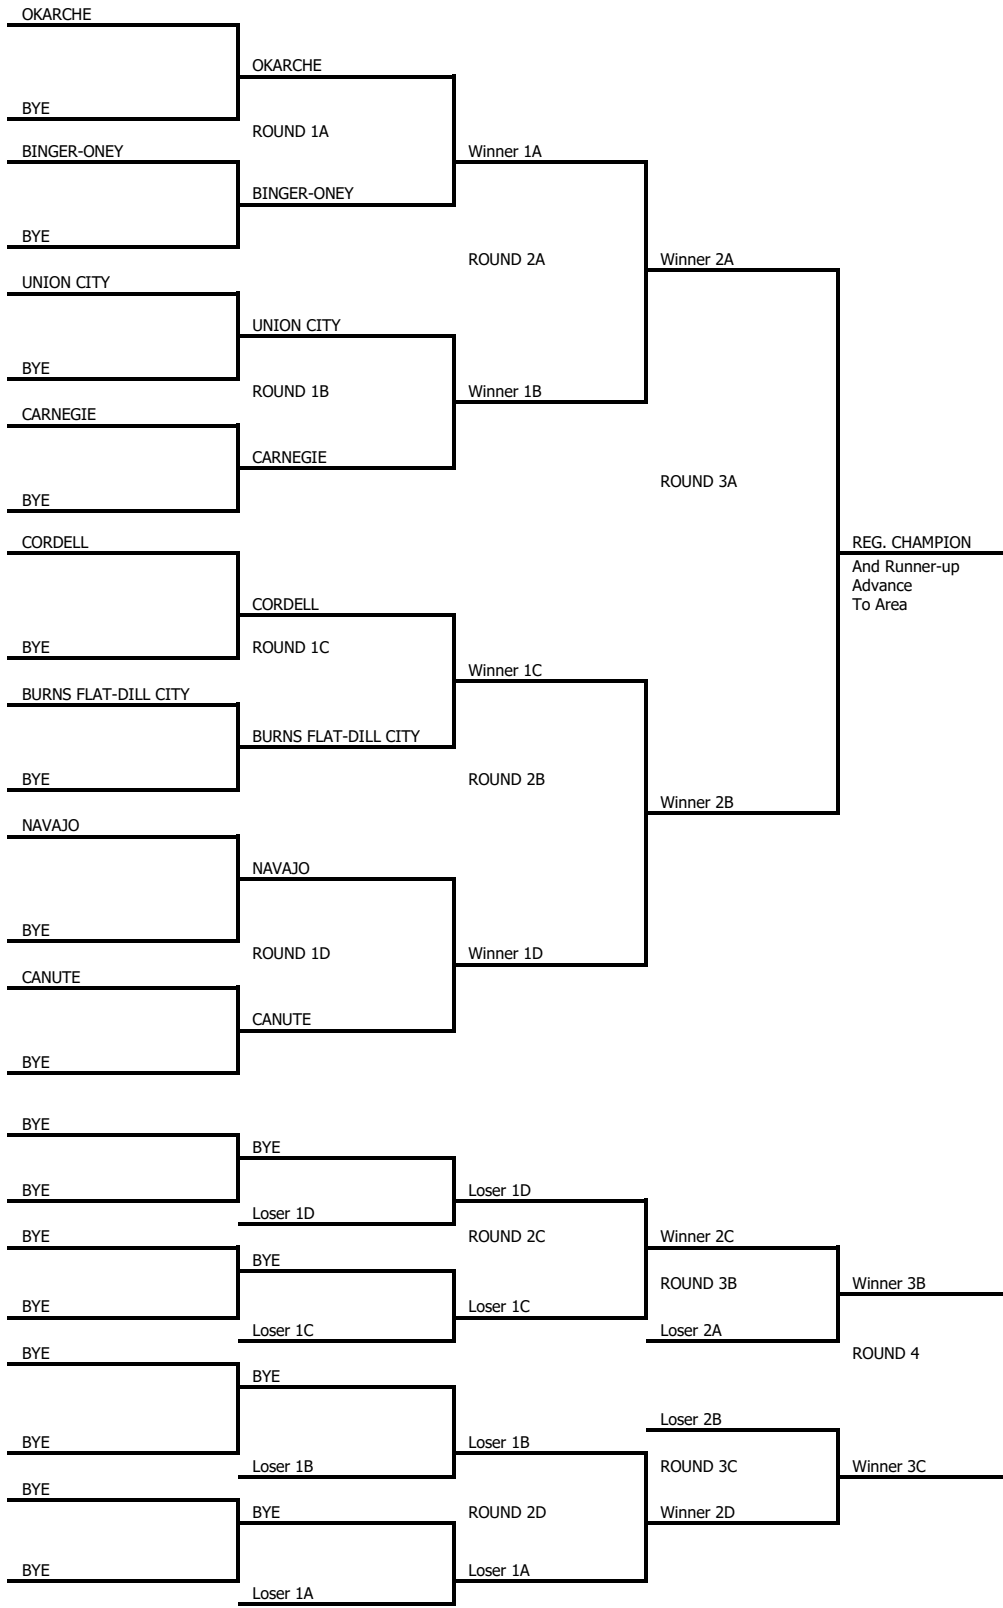 OKARCHE
OKARCHE
BYE
ROUND 1A
BINGER-ONEY
Winner 1A
BINGER-ONEY
BYE
ROUND 2A
Winner 2A
UNION CITY
UNION CITY
BYE
ROUND 1B
Winner 1B
CARNEGIE
CARNEGIE
ROUND 3A
BYE
CORDELL
REG. CHAMPION
And Runner-up
Advance
To Area
CORDELL
BYE
ROUND 1C
Winner 1C
BURNS FLAT-DILL CITY
BURNS FLAT-DILL CITY
BYE
ROUND 2B
Winner 2B
NAVAJO
NAVAJO
BYE
ROUND 1D
Winner 1D
CANUTE
CANUTE
BYE
BYE
BYE
BYE
Loser 1D
Loser 1D
BYE
ROUND 2C
Winner 2C
BYE
ROUND 3B
Winner 3B
BYE
Loser 1C
Loser 1C
Loser 2A
BYE
ROUND 4
BYE
Loser 2B
BYE
Loser 1B
Loser 1B
ROUND 3C
Winner 3C
BYE
BYE
ROUND 2D
Winner 2D
BYE
Loser 1A
Loser 1A